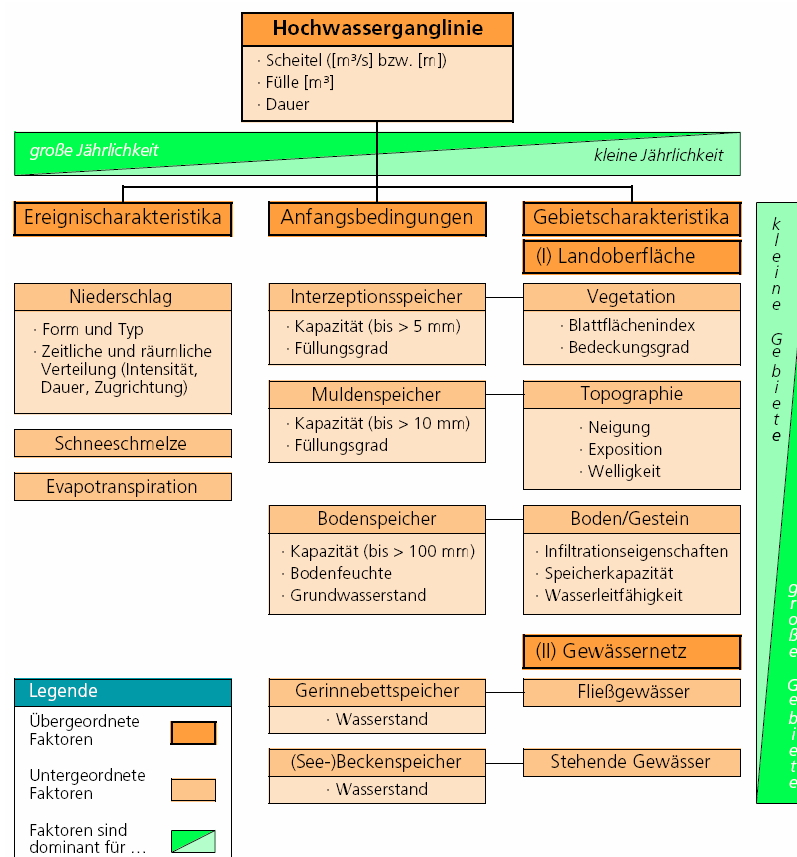 Hochwasserganglinie
· Scheitel ([m³/s] bzw. [m])
· Fülle [m³]
· Dauer
große Jährlichkeit
kleine Jährlichkeit
Ereignischarakteristika
Anfangsbedingungen
Gebietscharakteristika
(I) Landoberfläche
Niederschlag
· Form und Typ
· Zeitliche und räumliche
Verteilung (Intensität,
Dauer, Zugrichtung)
Schneeschmelze
Evapotranspiration
Interzeptionsspeicher
· Kapazität (bis > 5 mm)
· Füllungsgrad
Vegetation
· Blattflächenindex
· Bedeckungsgrad
Muldenspeicher
· Kapazität (bis > 10 mm)
· Füllungsgrad
Topographie
· Neigung
· Exposition
· Welligkeit
Bodenspeicher
· Kapazität (bis > 100 mm)
· Bodenfeuchte
· Grundwasserstand
Boden/Gestein
· Infiltrationseigenschaften
· Speicherkapazität
· Wasserleitfähigkeit
(II) Gewässernetz
Gerinnebettspeicher
· Wasserstand
Fließgewässer
(See-)Beckenspeicher
· Wasserstand
Stehende Gewässer
kleine Gebiete
große Gebiete
Legende
Übergeordnete
Faktoren
Untergeordnete
Faktoren
Faktoren sind
dominant für ...